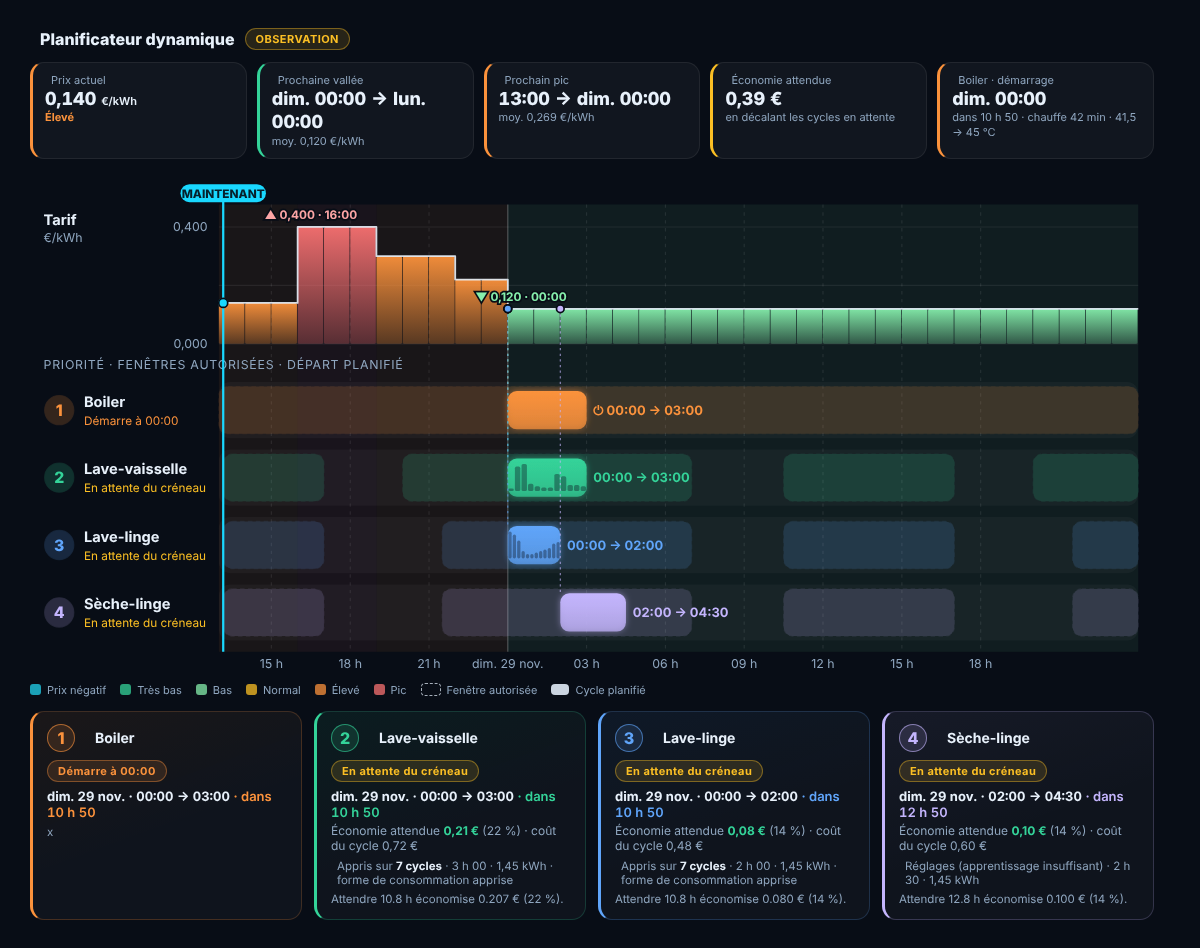 Planificateur dynamique OBSERVATION
Prix actuel
0,140 €/kWh
Élevé
Prochaine vallée
dim. 00:00 → lun.
00:00
moy. 0,120 €/kWh
Prochain pic
13:00 → dim. 00:00
moy. 0,269 €/kWh
Économie attendue
0,39 €
en décalant les cycles en attente
Boiler · démarrage
dim. 00:00
dans 10 h 50 · chauffe 42 min · 41,5
→ 45 °C
MAINTENANT
Tarif
€/kWh
0,400
▲ 0,400 · 16:00
▼ 0,120 · 00:00
0,000
PRIORITÉ · FENÊTRES AUTORISÉES · DÉPART PLANIFIÉ
1 Boiler
Démarre à 00:00
⏻ 00:00 → 03:00
2 Lave-vaisselle
En attente du créneau
00:00 → 03:00
3 Lave-linge
En attente du créneau
00:00 → 02:00
4 Sèche-linge
En attente du créneau
02:00 → 04:30
15 h 18 h 21 h dim. 29 nov. 03 h 06 h 09 h 12 h 15 h 18 h
Prix négatif Très bas Bas Normal Élevé Pic Fenêtre autorisée Cycle planifié
1 Boiler
Démarre à 00:00
dim. 29 nov. · 00:00 → 03:00 · dans
10 h 50
x
2 Lave-vaisselle
En attente du créneau
dim. 29 nov. · 00:00 → 03:00 · dans
10 h 50
Économie attendue 0,21 € (22 %) · coût
du cycle 0,72 €
Appris sur 7 cycles · 3 h 00 · 1,45 kWh ·
forme de consommation apprise
Attendre 10.8 h économise 0.207 € (22 %).
3 Lave-linge
En attente du créneau
dim. 29 nov. · 00:00 → 02:00 · dans
10 h 50
Économie attendue 0,08 € (14 %) · coût
du cycle 0,48 €
Appris sur 7 cycles · 2 h 00 · 1,45 kWh ·
forme de consommation apprise
Attendre 10.8 h économise 0.080 € (14 %).
4 Sèche-linge
En attente du créneau
dim. 29 nov. · 02:00 → 04:30 · dans
12 h 50
Économie attendue 0,10 € (14 %) · coût
du cycle 0,60 €
Réglages (apprentissage insuffisant) · 2 h
30 · 1,45 kWh
Attendre 12.8 h économise 0.100 € (14 %).